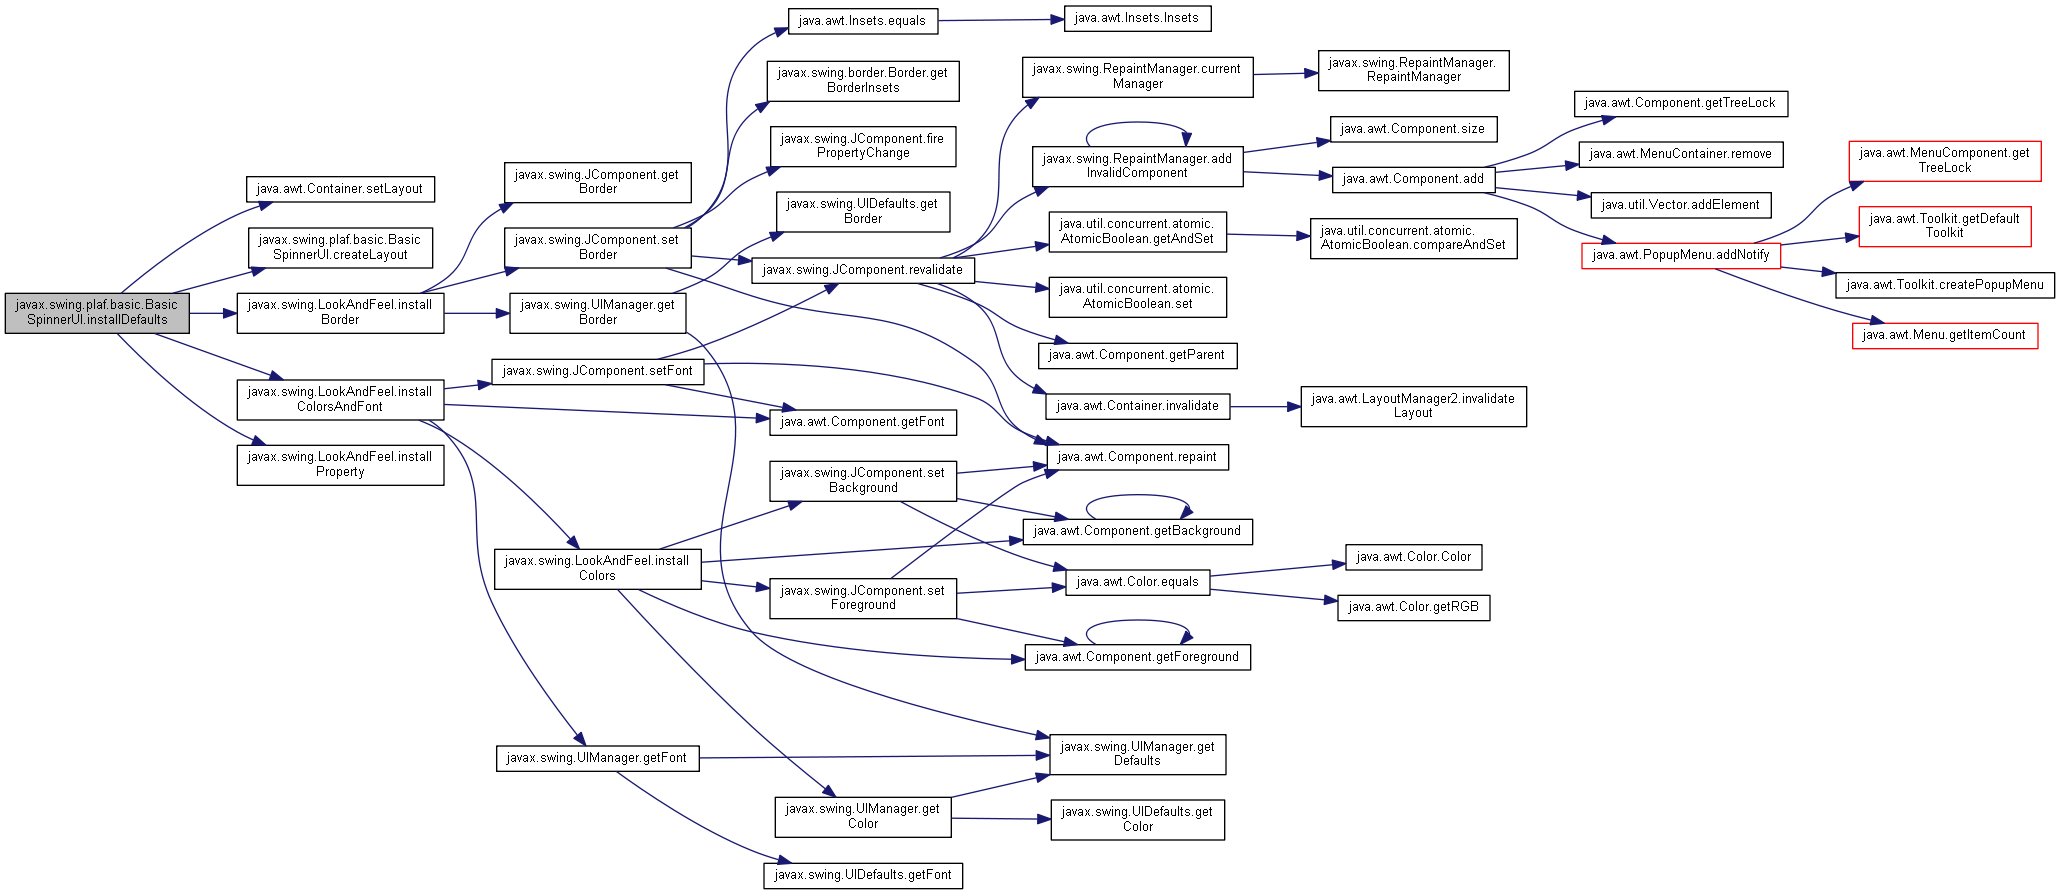 javax.swing.plaf.basic.Basic
SpinnerUI.installDefaults
java.awt.Container.setLayout
javax.swing.plaf.basic.Basic
SpinnerUI.createLayout
javax.swing.LookAndFeel.install
Border
javax.swing.LookAndFeel.install
ColorsAndFont
javax.swing.LookAndFeel.install
Property
javax.swing.JComponent.get
Border
javax.swing.JComponent.set
Border
javax.swing.UIManager.get
Border
javax.swing.JComponent.setFont
javax.swing.LookAndFeel.install
Colors
javax.swing.UIManager.getFont
java.awt.Insets.equals
javax.swing.border.Border.get
BorderInsets
javax.swing.JComponent.fire
PropertyChange
javax.swing.UIDefaults.get
Border
javax.swing.JComponent.revalidate
java.awt.Component.getFont
javax.swing.JComponent.set
Background
javax.swing.JComponent.set
Foreground
javax.swing.UIManager.get
Color
javax.swing.UIDefaults.getFont
java.awt.Insets.Insets
javax.swing.RepaintManager.current
Manager
javax.swing.RepaintManager.add
InvalidComponent
java.util.concurrent.atomic.
AtomicBoolean.getAndSet
java.util.concurrent.atomic.
AtomicBoolean.set
java.awt.Component.getParent
java.awt.Container.invalidate
java.awt.Component.repaint
java.awt.Component.getBackground
java.awt.Color.equals
java.awt.Component.getForeground
javax.swing.UIManager.get
Defaults
javax.swing.UIDefaults.get
Color
javax.swing.RepaintManager.
RepaintManager
java.awt.Component.size
java.awt.Component.add
java.util.concurrent.atomic.
AtomicBoolean.compareAndSet
java.awt.LayoutManager2.invalidate
Layout
java.awt.Color.Color
java.awt.Color.getRGB
java.awt.Component.getTreeLock
java.awt.MenuContainer.remove
java.util.Vector.addElement
java.awt.PopupMenu.addNotify
java.awt.MenuComponent.get
TreeLock
java.awt.Toolkit.getDefault
Toolkit
java.awt.Toolkit.createPopupMenu
java.awt.Menu.getItemCount